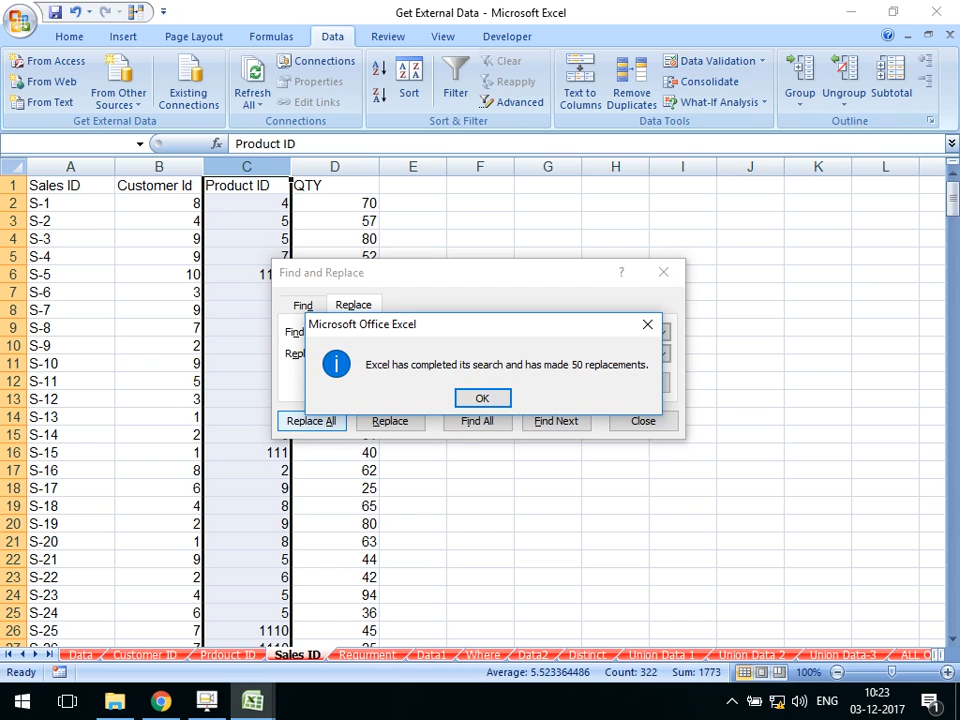 Get External Data - Microsoft Excel
Home Insert Page Layout Formulas Data Review View Developer
From Access
From Web
From Text
From Other Sources
Existing Connections
Get External Data
Refresh All
Connections
Properties
Edit Links
Connections
Sort
Filter
Clear
Reapply
Advanced
Sort & Filter
Text to Columns
Remove Duplicates
Data Validation
Consolidate
What-If Analysis
Data Tools
Group
Ungroup
Subtotal
Outline
fx Product ID
A B C D E F G H I J K L
1 Sales ID Customer Id Product ID QTY
2 S-1 8 4 70
3 S-2 4 5 57
4 S-3 9 5 80
5 S-4 9 7 52
6 S-5 10
7 S-6 3
8 S-7 9
9 S-8 7
10 S-9 2
11 S-10 9
12 S-11 5
13 S-12 3
14 S-13 1
15 S-14 2
16 S-15 1 111 40
17 S-16 8 2 62
18 S-17 6 9 25
19 S-18 4 8 65
20 S-19 2 9 80
21 S-20 1 8 63
22 S-21 9 5 44
23 S-22 2 6 42
24 S-23 4 5 94
25 S-24 6 5 36
26 S-25 7 1110 45
Find and Replace
?
Find Replace
Microsoft Office Excel
Excel has completed its search and has made 50 replacements.
OK
Replace All Replace Find All Find Next Close
Data Customer ID Prdouct ID Sales ID Requirment Data1 Where Data2 Distinct Union Data 1 Union Data 2 Union Data-3
Ready Average: 5.523364486 Count: 322 Sum: 1773 100%
ENG
10:23
03-12-2017
1